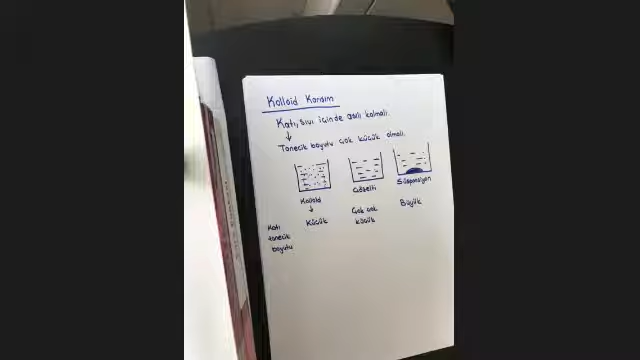 Kolloid Karışım
Katı, sıvı içinde asılı kalmalı.
Tanecik boyutu çok küçük olmalı.
Kolloid
Çözelti
Süspansiyon
Katı tanecik boyutu
Küçük
Çok çok küçük
Büyük